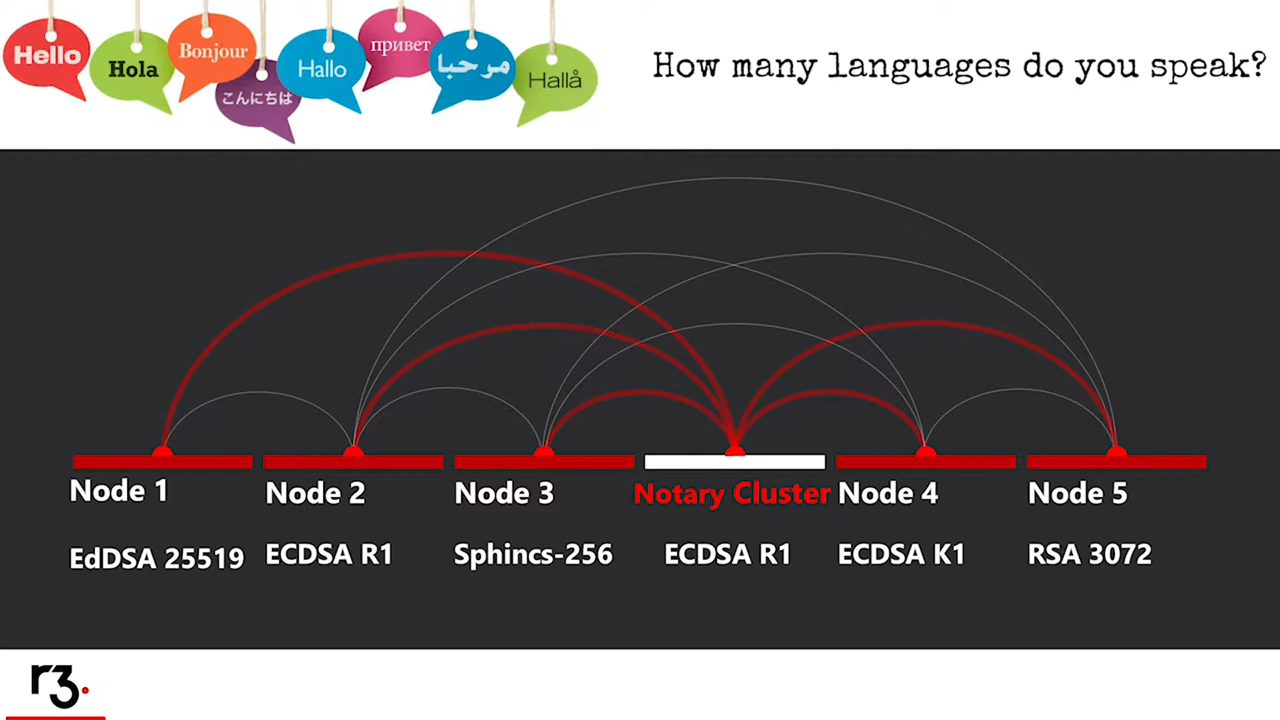 Hello
Hola
Bonjour
こんにちは
Hallo
привет
مرحبا
Hallå
How many languages do you speak?
Node 1
Node 2
Node 3
Notary Cluster
Node 4
Node 5
EdDSA 25519
ECDSA R1
Sphincs-256
ECDSA R1
ECDSA K1
RSA 3072
r3.